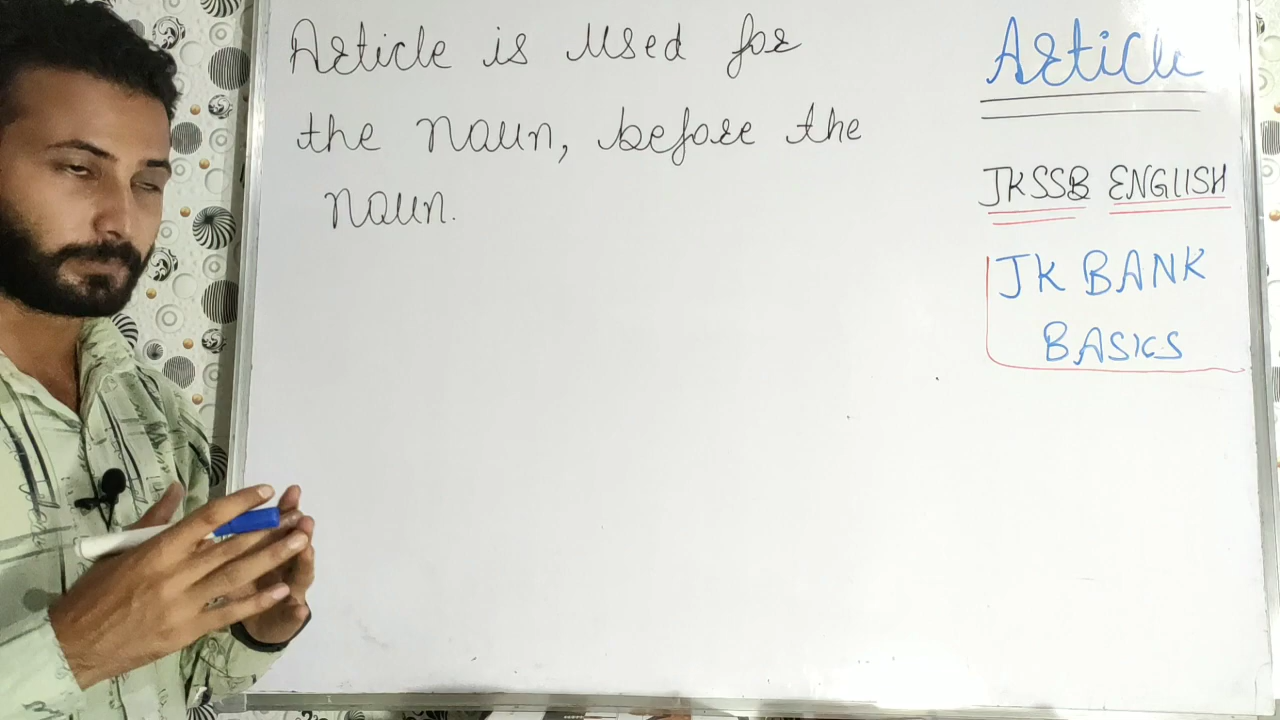 Article is used for
the noun, before the
noun.
Article
JKSSB ENGLISH
JK BANK
BASICS